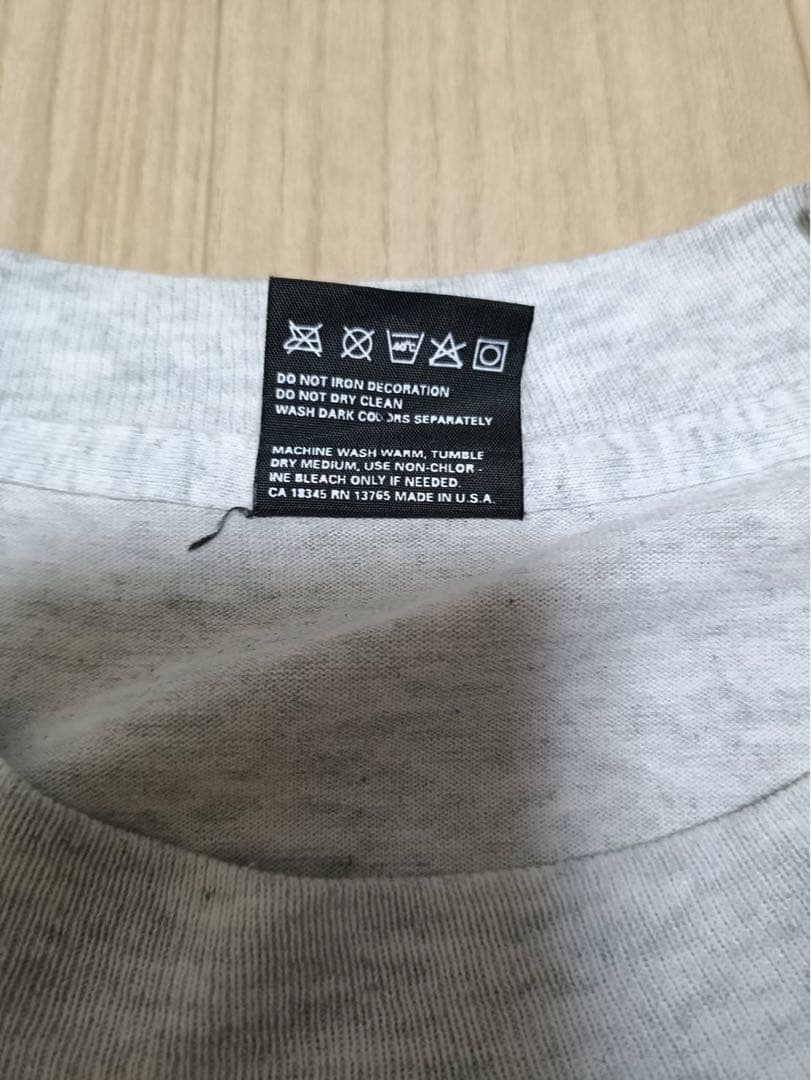 40°C
DO NOT IRON DECORATION
DO NOT DRY CLEAN
WASH DARK COLORS SEPARATELY
MACHINE WASH WARM, TUMBLE
DRY MEDIUM, USE NON-CHLOR -
INE BLEACH ONLY IF NEEDED.
CA 18345 RN 13765 MADE IN U.S.A.